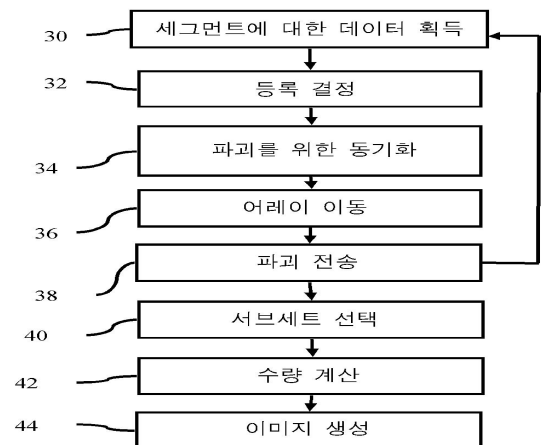 30 세그먼트에 대한 데이터 획득
32 등록 결정
34 파괴를 위한 동기화
36 어레이 이동
38 파괴 전송
40 서브세트 선택
42 수량 계산
44 이미지 생성